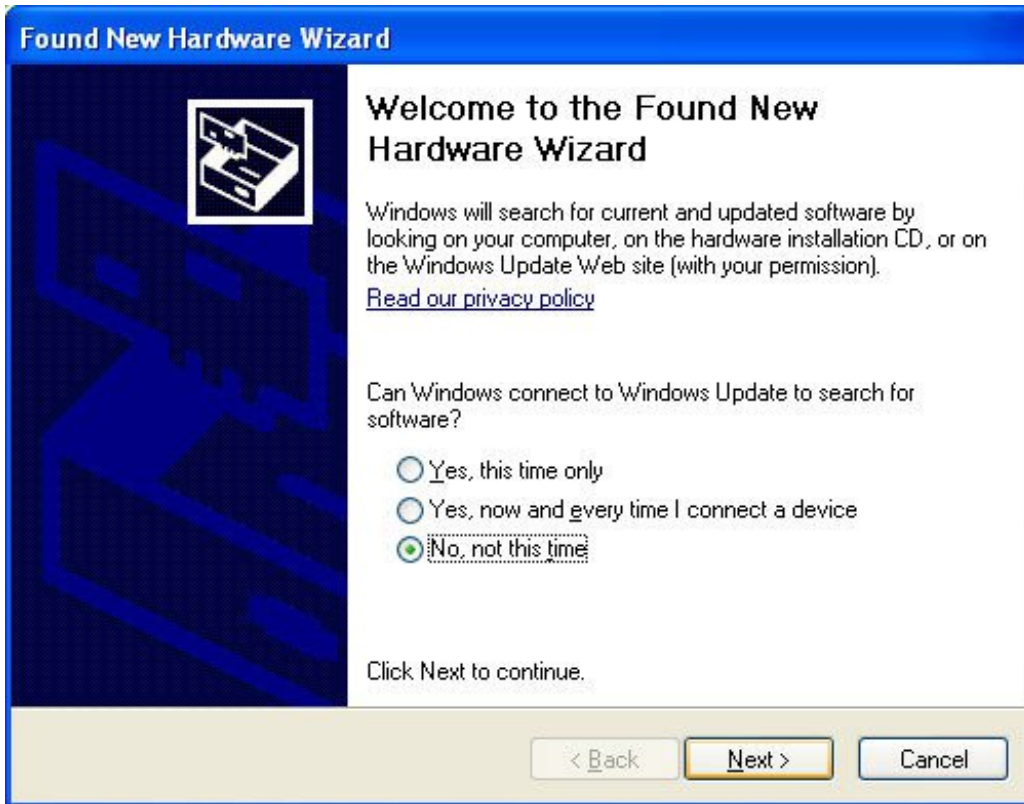 Found New Hardware Wizard
Welcome to the Found New
Hardware Wizard
Windows will search for current and updated software by
looking on your computer, on the hardware installation CD, or on
the Windows Update Web site (with your permission).
Read our privacy policy
Can Windows connect to Windows Update to search for
software?
Yes, this time only
Yes, now and every time I connect a device
No, not this time
Click Next to continue.
< Back Next > Cancel